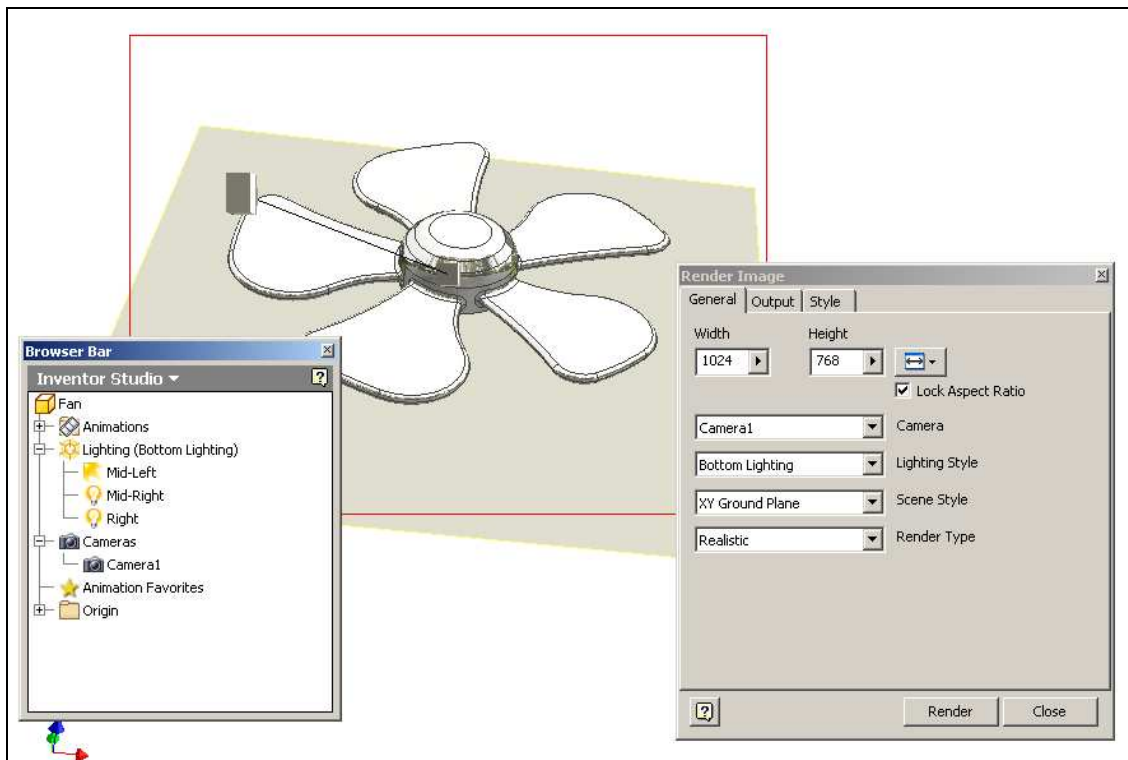 Render Image
General Output Style
Width Height
1024 768
Lock Aspect Ratio
Camera1 Camera
Bottom Lighting Lighting Style
XY Ground Plane Scene Style
Realistic Render Type
Render Close
Browser Bar
Inventor Studio
Fan
Animations
Lighting (Bottom Lighting)
Mid-Left
Mid-Right
Right
Cameras
Camera1
Animation Favorites
Origin